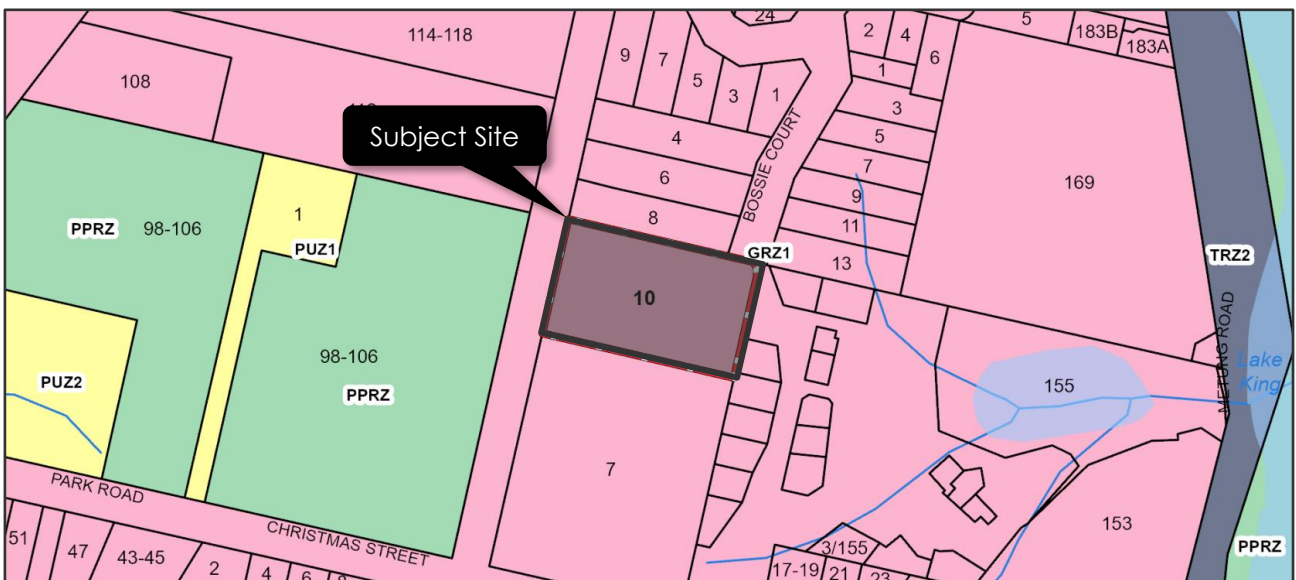 24
5
114-118
2
4
183B
183A
9
7
6
108
5
1
3
1
3
Subject Site
4
5
BOSSIE COURT
7
6
169
9
1
8
11
PPRZ
98-106
PUZ1
GRZ1
13
TRZ2
10
98-106
METUNG ROAD
Lake
King
PUZ2
155
PPRZ
7
PARK ROAD
153
CHRISTMAS STREET
51
47
43-45
3/155
PPRZ
2
4
6
17-19
21
23